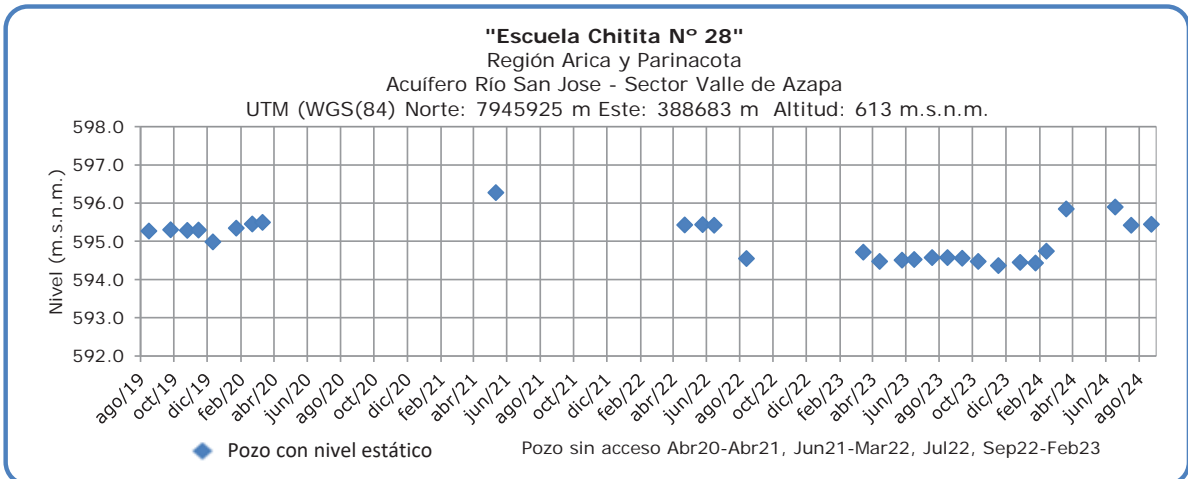 "Escuela Chitita Nº 28"
Región Arica y Parinacota
Acuífero Río San Jose - Sector Valle de Azapa
UTM (WGS(84) Norte: 7945925 m Este: 388683 m Altitud: 613 m.s.n.m.
598.0
597.0
596.0
595.0
594.0
593.0
592.0
Nivel (m.s.n.m.)
ago/19
oct/19
dic/19
feb/20
abr/20
jun/20
ago/20
oct/20
dic/20
feb/21
abr/21
jun/21
ago/21
oct/21
dic/21
feb/22
abr/22
jun/22
ago/22
oct/22
dic/22
feb/23
abr/23
jun/23
ago/23
oct/23
dic/23
feb/24
abr/24
jun/24
ago/24
Pozo con nivel estático
Pozo sin acceso Abr20-Abr21, Jun21-Mar22, Jul22, Sep22-Feb23